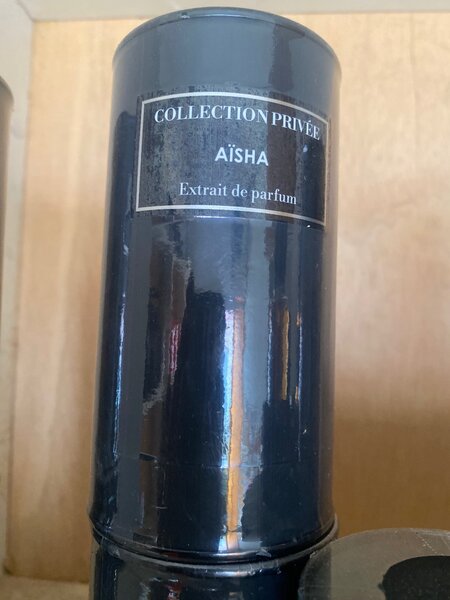 COLLECTION PRIVÉE
AÏSHA
Extrait de parfum